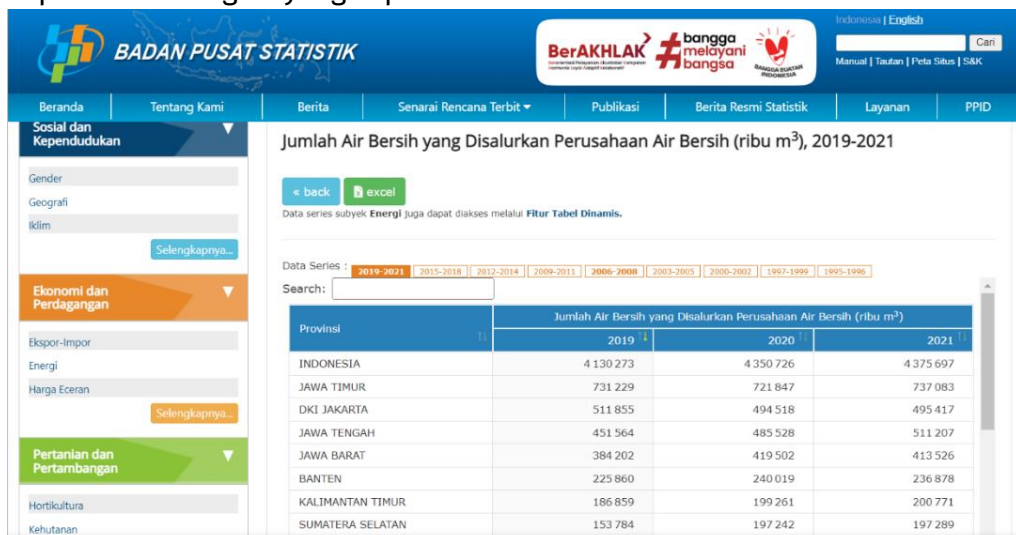 Indonesia | English
BADAN PUSAT STATISTIK
BerAKHLAK
#bangga
melayani
bangsa
BANGGA BUATAN
INDONESIA
Cari
Manual | Tautan | Peta Situs | S&K
Beranda Tentang Kami Berita Senarai Rencana Terbit Publikasi Berita Resmi Statistik Layanan PPID
Sosial dan
Kependudukan
Gender
Geografi
Iklim
Selengkapnya...
Ekonomi dan
Perdagangan
Ekspor-Impor
Energi
Harga Eceran
Selengkapnya...
Pertanian dan
Pertambangan
Hortikultura
Kehutanan
Jumlah Air Bersih yang Disalurkan Perusahaan Air Bersih (ribu m³), 2019-2021
« back excel
Data series subyek Energi juga dapat diakses melalui Fitur Tabel Dinamis.
Data Series : 2019-2021 2015-2018 2012-2014 2009-2011 2006-2008 2003-2005 2000-2002 1997-1999 1995-1996
Search:
Provinsi Jumlah Air Bersih yang Disalurkan Perusahaan Air Bersih (ribu m³)
2019 2020 2021
INDONESIA 4 130 273 4 350 726 4 375 697
JAWA TIMUR 731 229 721 847 737 083
DKI JAKARTA 511 855 494 518 495 417
JAWA TENGAH 451 564 485 528 511 207
JAWA BARAT 384 202 419 502 413 526
BANTEN 225 860 240 019 236 878
KALIMANTAN TIMUR 186 859 199 261 200 771
SUMATERA SELATAN 153 784 197 242 197 289